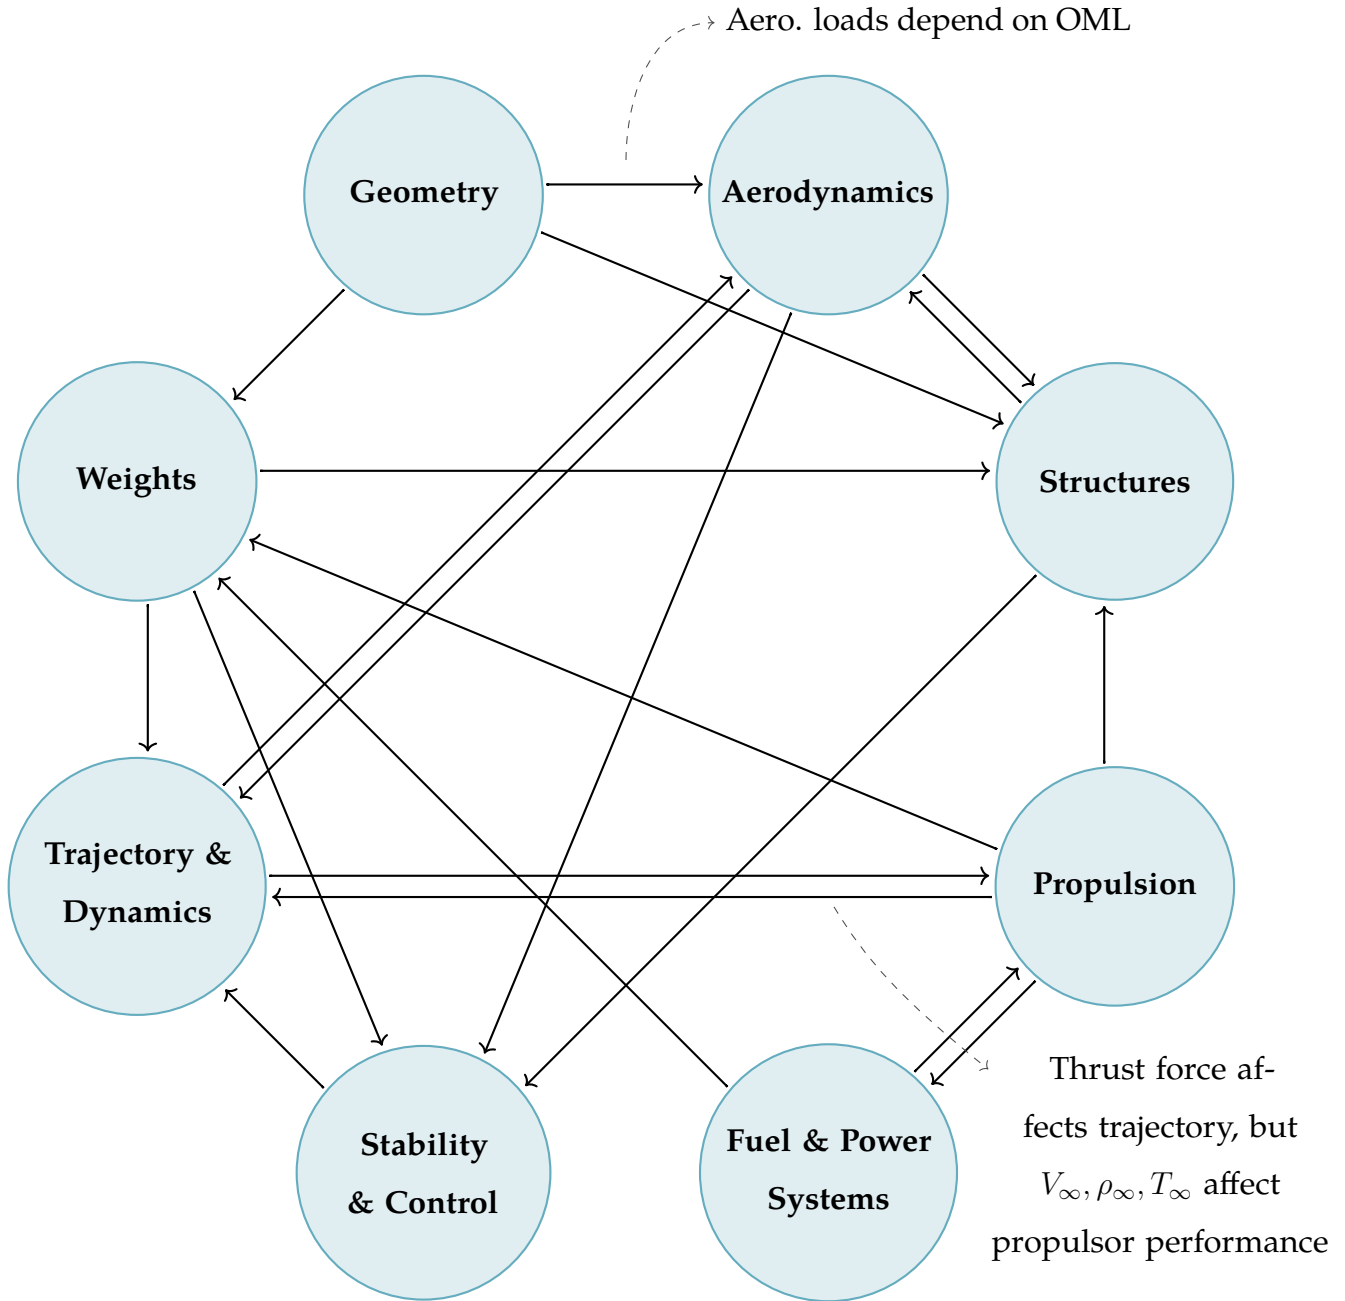 Aero. loads depend on OML
Geometry
Aerodynamics
Weights
Structures
Trajectory &
Dynamics
Propulsion
Stability
& Control
Fuel & Power
Systems
Thrust force af-
fects trajectory, but
V∞, ρ∞, T∞ affect
propulsor performance